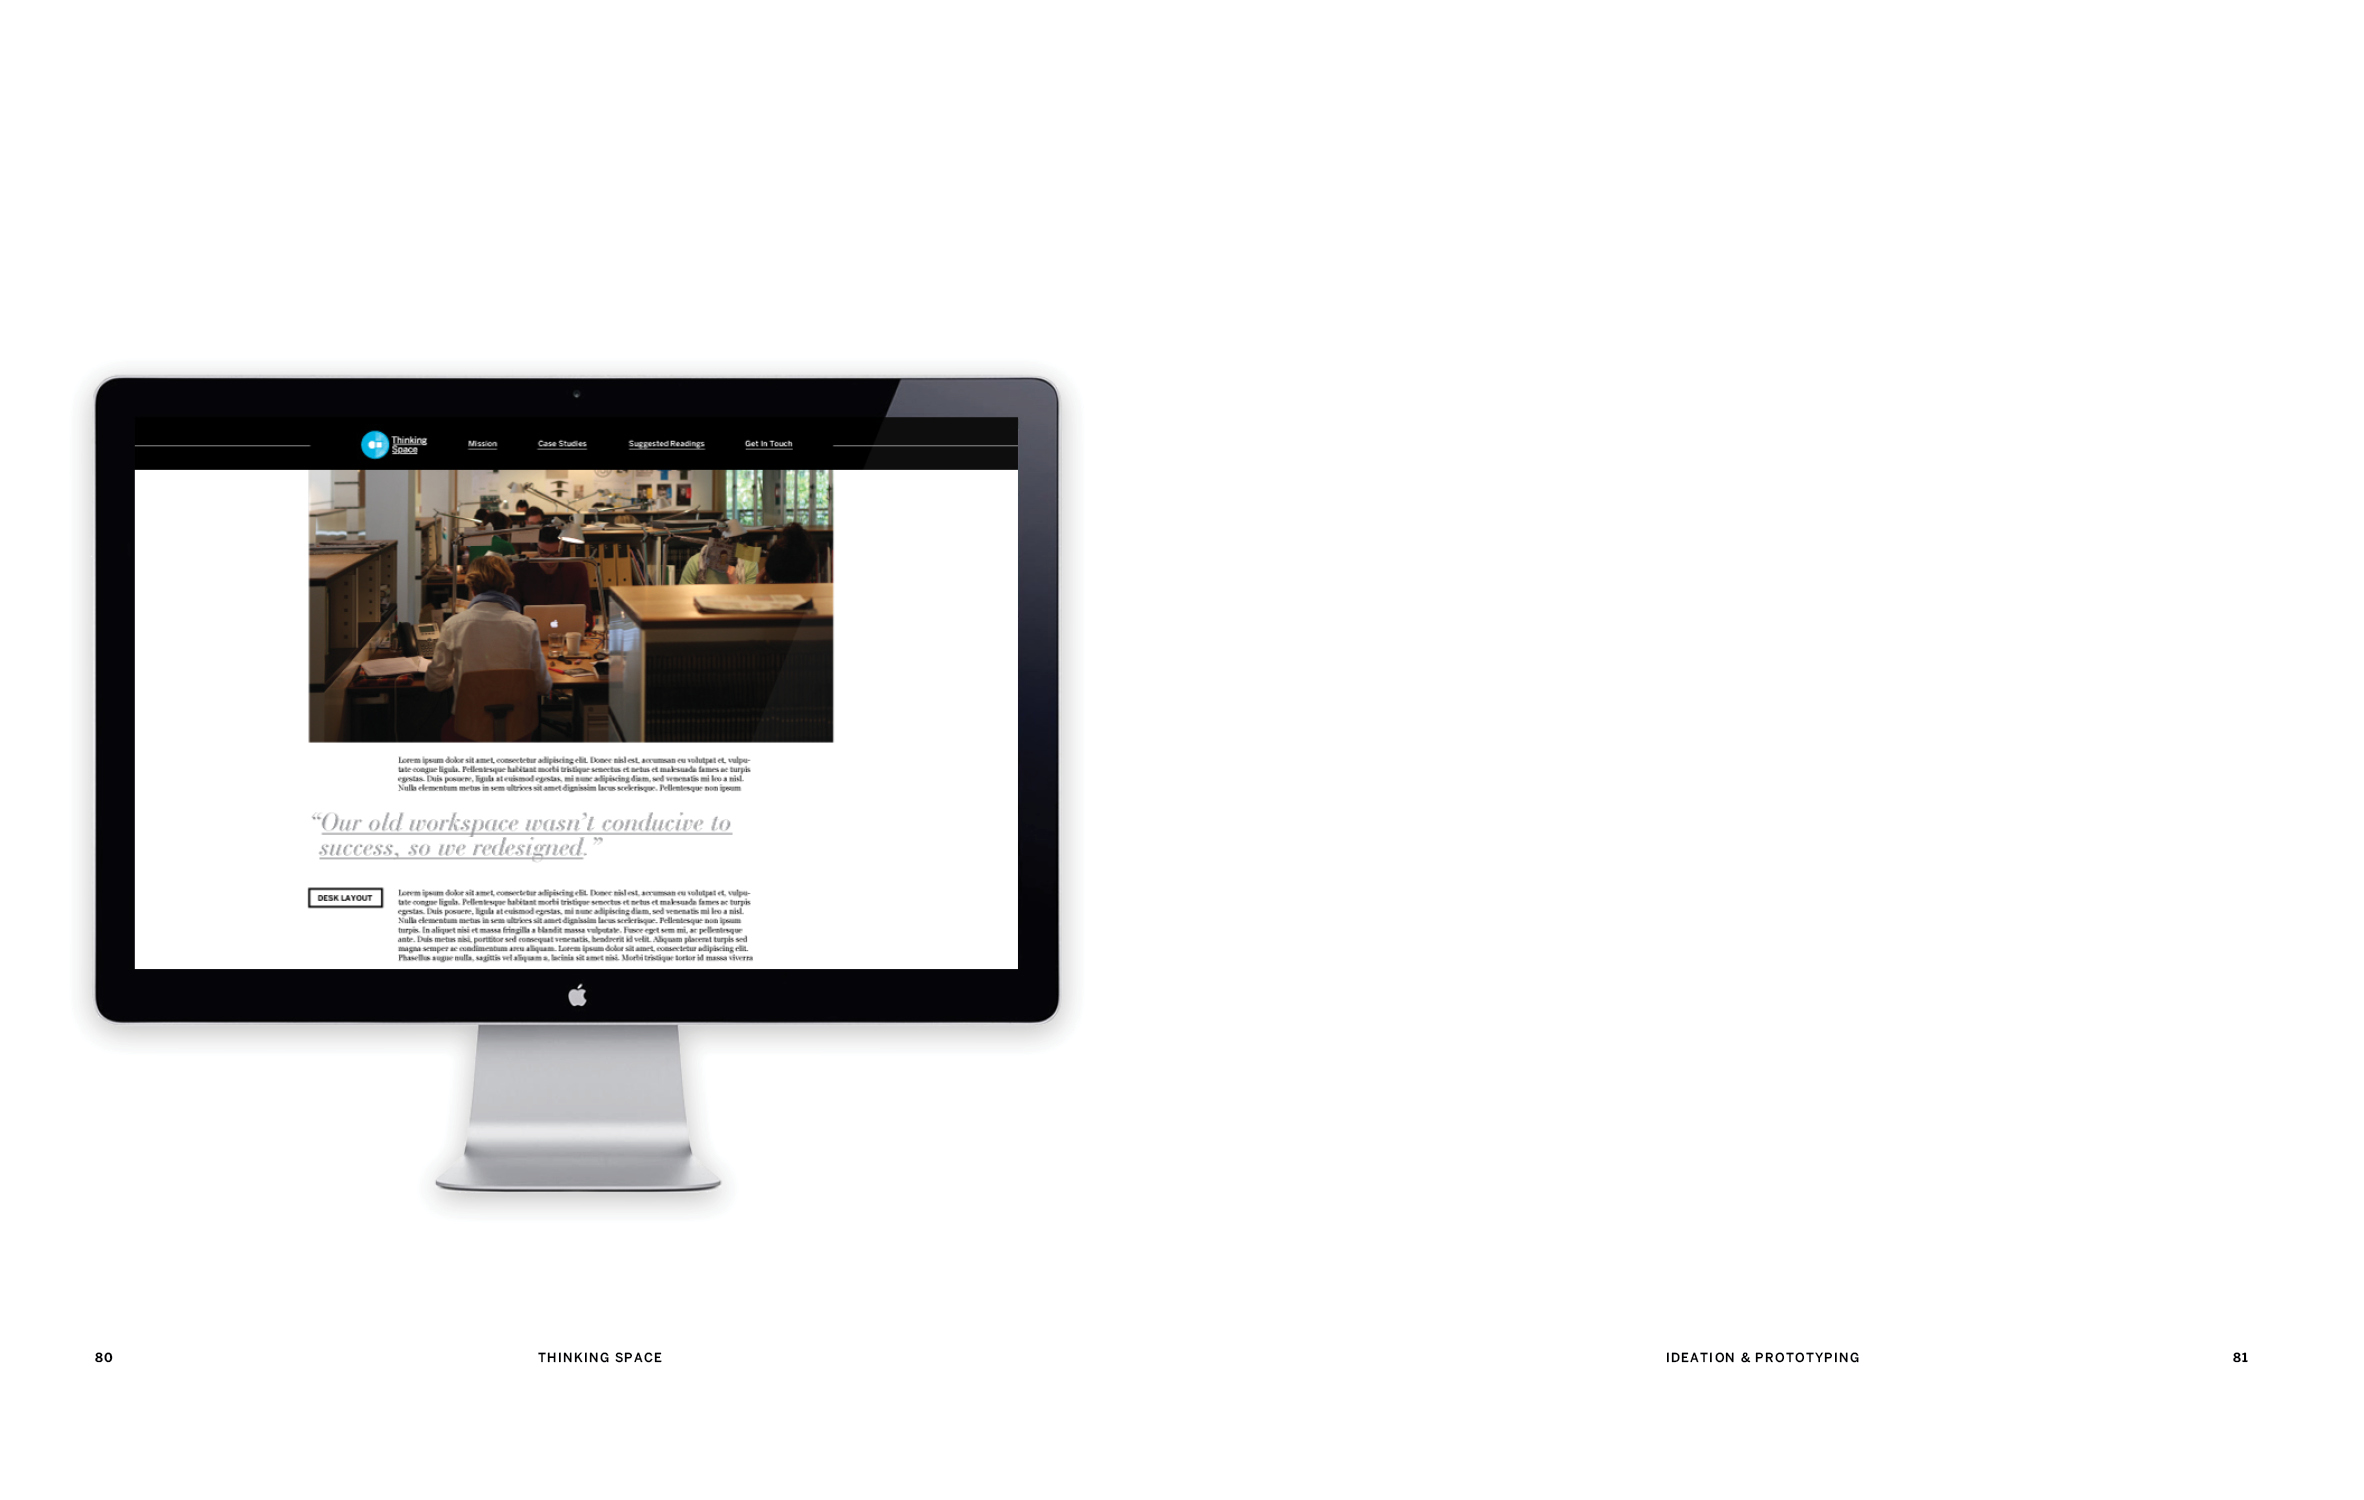 Thinking
Space
Mission
Case Studies
Suggested Readings
Get In Touch
Lorem ipsum dolor sit amet, consectetur adipiscing elit. Donec nisl est, accumsan eu volutpat et, vulpu-
tate congue ligula. Pellentesque habitant morbi tristique senectus et netus et malesuada fames ac turpis
egestas. Duis posuere, ligula at euismod egestas, mi nunc adipiscing diam, sed venenatis mi leo a nisl.
Nulla elementum metus in sem ultrices sit amet dignissim lacus scelerisque. Pellentesque non ipsum
“Our old workspace wasn’t conducive to
success, so we redesigned.”
DESK LAYOUT
Lorem ipsum dolor sit amet, consectetur adipiscing elit. Donec nisl est, accumsan eu volutpat et, vulpu-
tate congue ligula. Pellentesque habitant morbi tristique senectus et netus et malesuada fames ac turpis
egestas. Duis posuere, ligula at euismod egestas, mi nunc adipiscing diam, sed venenatis mi leo a nisl.
Nulla elementum metus in sem ultrices sit amet dignissim lacus scelerisque. Pellentesque non ipsum
turpis. In aliquet nisi et massa fringilla a blandit massa vulputate. Fusce eget sem mi, ac pellentesque
ante. Duis metus nisi, porttitor sed consequat venenatis, hendrerit id velit. Aliquam placerat turpis sed
magna semper ac condimentum arcu aliquam. Lorem ipsum dolor sit amet, consectetur adipiscing elit.
Phasellus augue nulla, sagittis vel aliquam a, lacinia sit amet nisi. Morbi tristique tortor id massa viverra
80
THINKING SPACE
IDEATION & PROTOTYPING
81